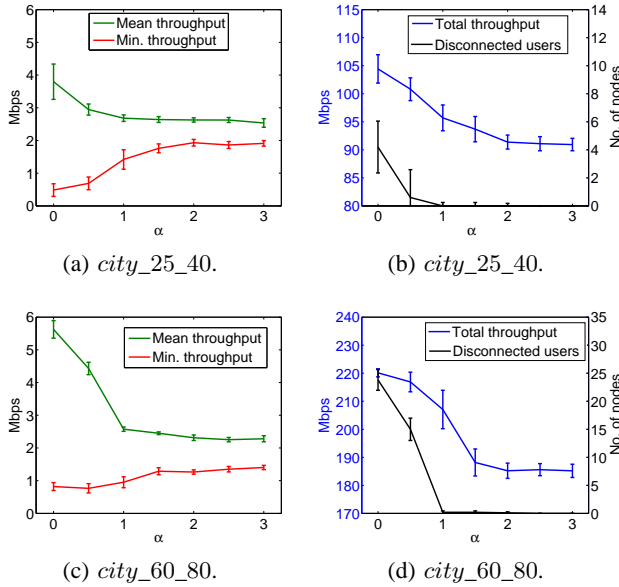 6
5
4
3
2
1
0
Mbps
Mean throughput
Min. throughput
0 1 2 3
α
(a) city_25_40.
115
110
105
100
95
90
85
80
Mbps
Total throughput
Disconnected users
14
12
10
8
6
4
2
0
No. of nodes
0 1 2 3
α
(b) city_25_40.
6
5
4
3
2
1
0
Mbps
Mean throughput
Min. throughput
0 1 2 3
α
(c) city_60_80.
240
230
220
210
200
190
180
170
Mbps
Total throughput
Disconnected users
35
30
25
20
15
10
5
0
No. of nodes
0 1 2 3
α
(d) city_60_80.